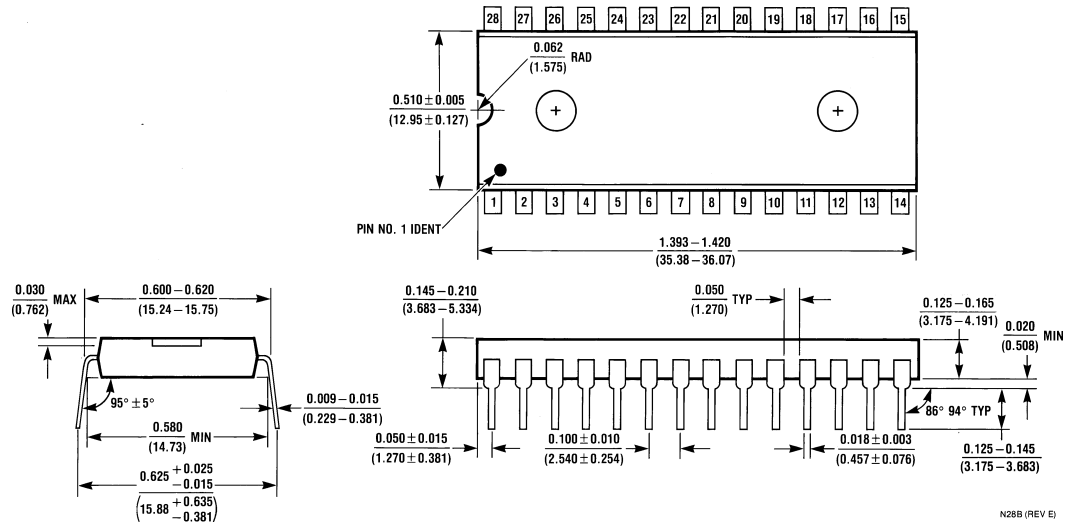 28 27 26 25 24 23 22 21 20 19 18 17 16 15
0.062
(1.575)
RAD
0.510 ± 0.005
(12.95 ± 0.127)
PIN NO. 1 IDENT
1 2 3 4 5 6 7 8 9 10 11 12 13 14
1.393 – 1.420
(35.38 – 36.07)
0.030
(0.762)
MAX
0.600 – 0.620
(15.24 – 15.75)
95° ± 5°
0.009 – 0.015
(0.229 – 0.381)
0.580
(14.73)
MIN
0.625 + 0.025
– 0.015
(15.88 + 0.635
– 0.381)
0.145 – 0.210
(3.683 – 5.334)
0.050
(1.270)
TYP
0.125 – 0.165
(3.175 – 4.191)
0.020
(0.508)
MIN
86° 94° TYP
0.050 ± 0.015
(1.270 ± 0.381)
0.100 ± 0.010
(2.540 ± 0.254)
0.018 ± 0.003
(0.457 ± 0.076)
0.125 – 0.145
(3.175 – 3.683)
N28B (REV E)